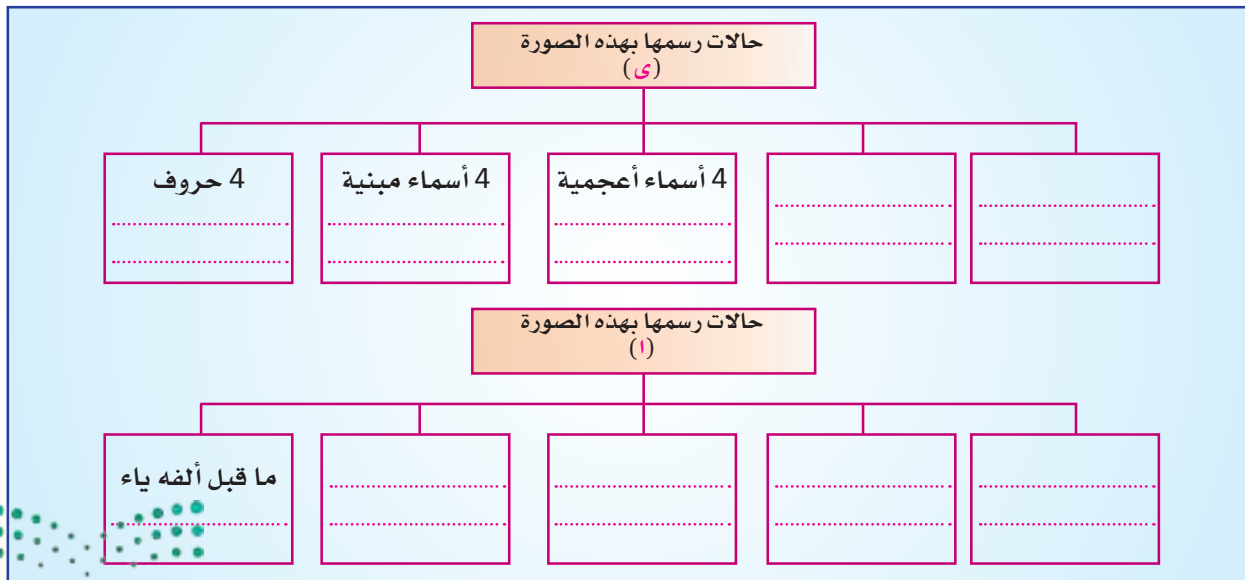 حالات رسمها بهذه الصورة
(ى)
4 أسماء أعجمية
4 أسماء مبنية
4 حروف
حالات رسمها بهذه الصورة
(ا)
ما قبل ألفه ياء